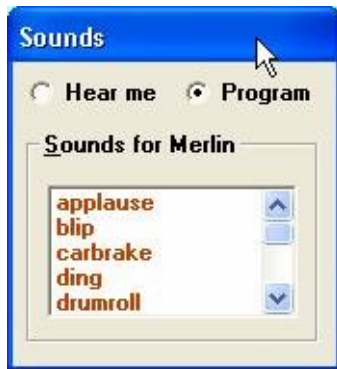 Sounds
Hear me Program
Sounds for Merlin
applause
blip
carbrake
ding
drumroll